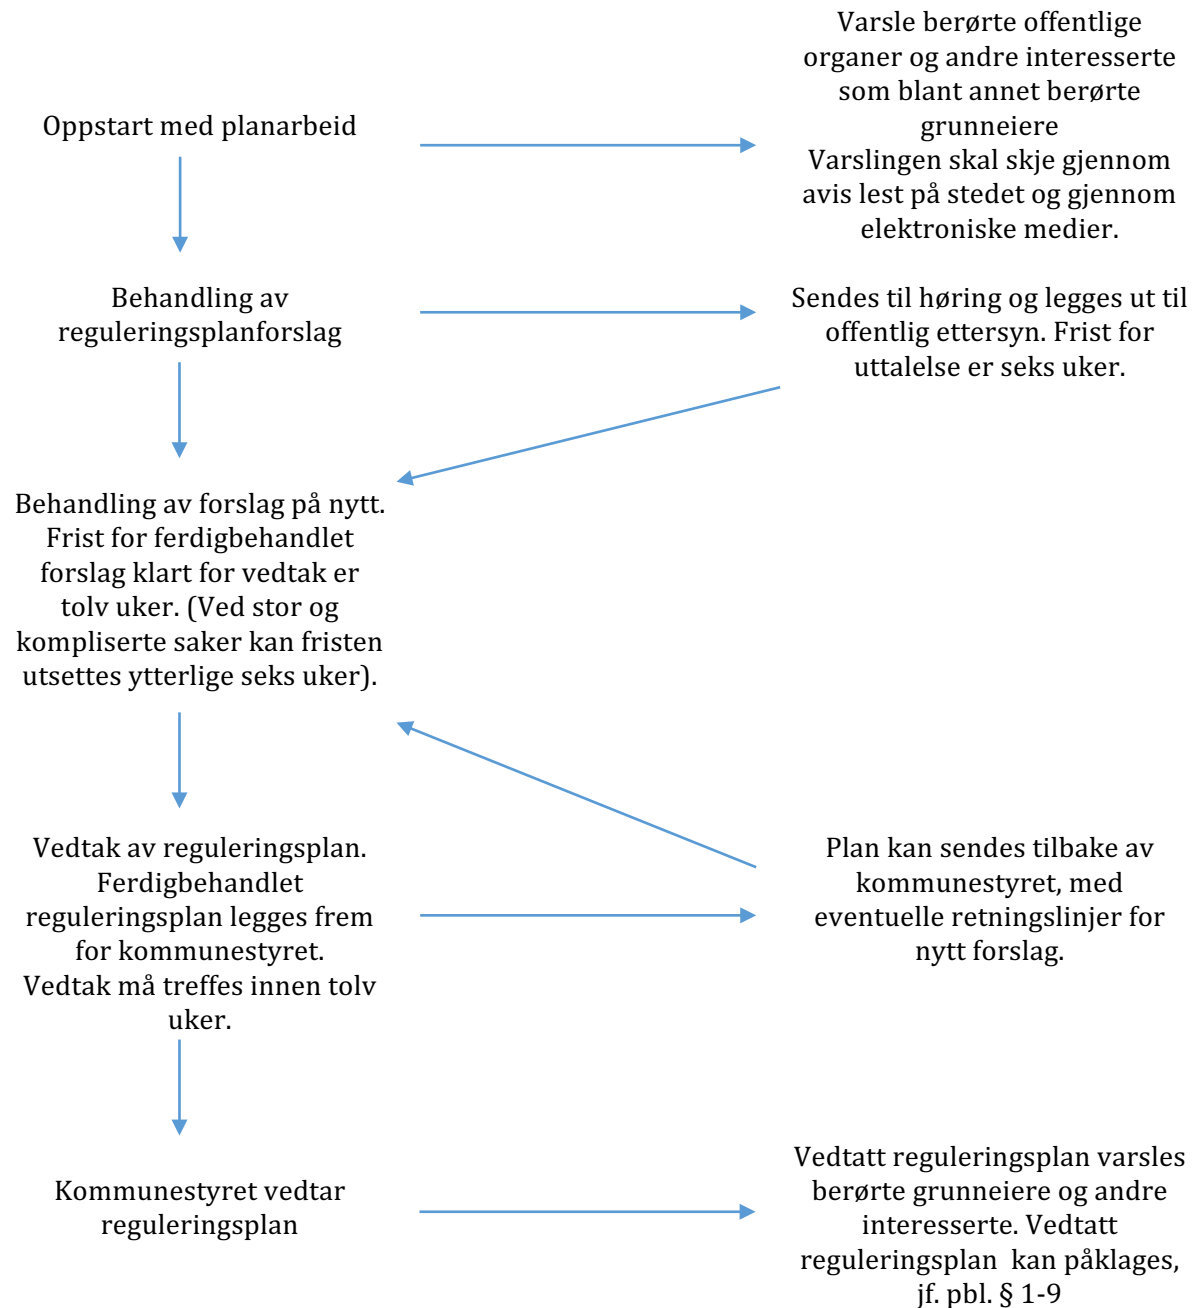 Oppstart med planarbeid
Varsle berørte offentlige
organer og andre interesserte
som blant annet berørte
grunneiere
Varslingen skal skje gjennom
avis lest på stedet og gjennom
elektroniske medier.
Behandling av
reguleringsplanforslag
Sendes til høring og legges ut til
offentlig ettersyn. Frist for
uttalelse er seks uker.
Behandling av forslag på nytt.
Frist for ferdigbehandlet
forslag klart for vedtak er
tolv uker. (Ved stor og
kompliserte saker kan fristen
utsettes ytterlige seks uker).
Vedtak av reguleringsplan.
Ferdigbehandlet
reguleringsplan legges frem
for kommunestyret.
Vedtak må treffes innen tolv
uker.
Plan kan sendes tilbake av
kommunestyret, med
eventuelle retningslinjer for
nytt forslag.
Kommunestyret vedtar
reguleringsplan
Vedtatt reguleringsplan varsles
berørte grunneiere og andre
interesserte. Vedtatt
reguleringsplan  kan påklages,
jf. pbl. § 1-9